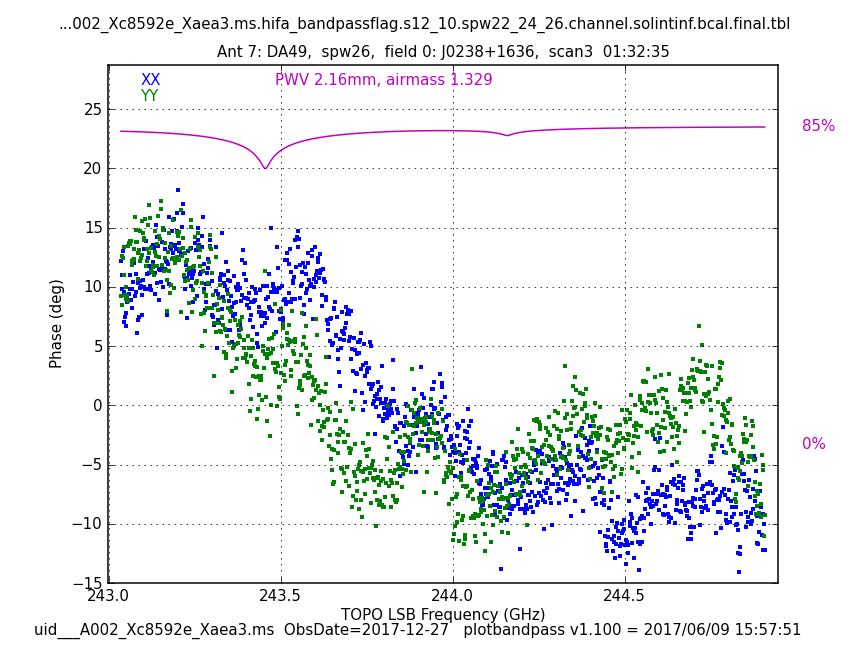 ...002_Xc8592e_Xaea3.ms.hifa_bandpassflag.s12_10.spw22_24_26.channel.solintinf.bcal.final.tbl
Ant 7: DA49,  spw26,  field 0: J0238+1636,  scan3  01:32:35
XX
PWV 2.16mm, airmass 1.329
YY
25
85%
20
15
10
5
0
0%
−5
−10
−15
Phase (deg)
243.0 243.5 244.0 244.5
TOPO LSB Frequency (GHz)
uid___A002_Xc8592e_Xaea3.ms  ObsDate=2017-12-27   plotbandpass v1.100 = 2017/06/09 15:57:51